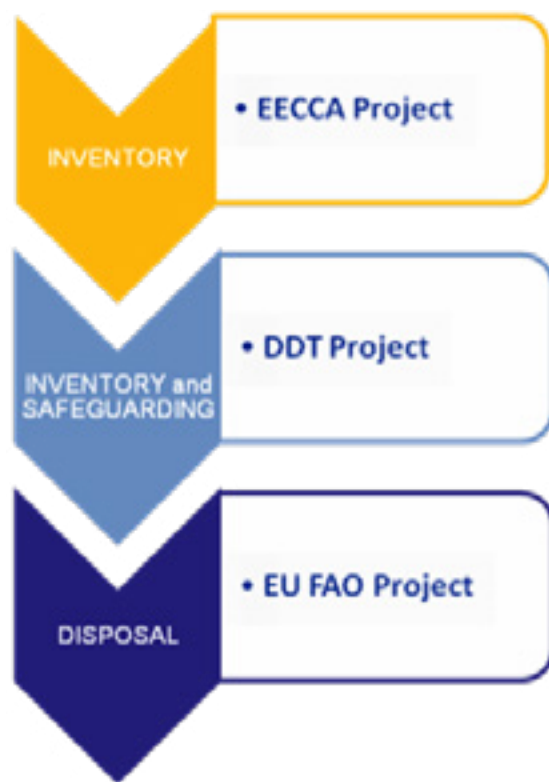 INVENTORY
• EECCA Project
INVENTORY and
SAFEGUARDING
• DDT Project
DISPOSAL
• EU FAO Project